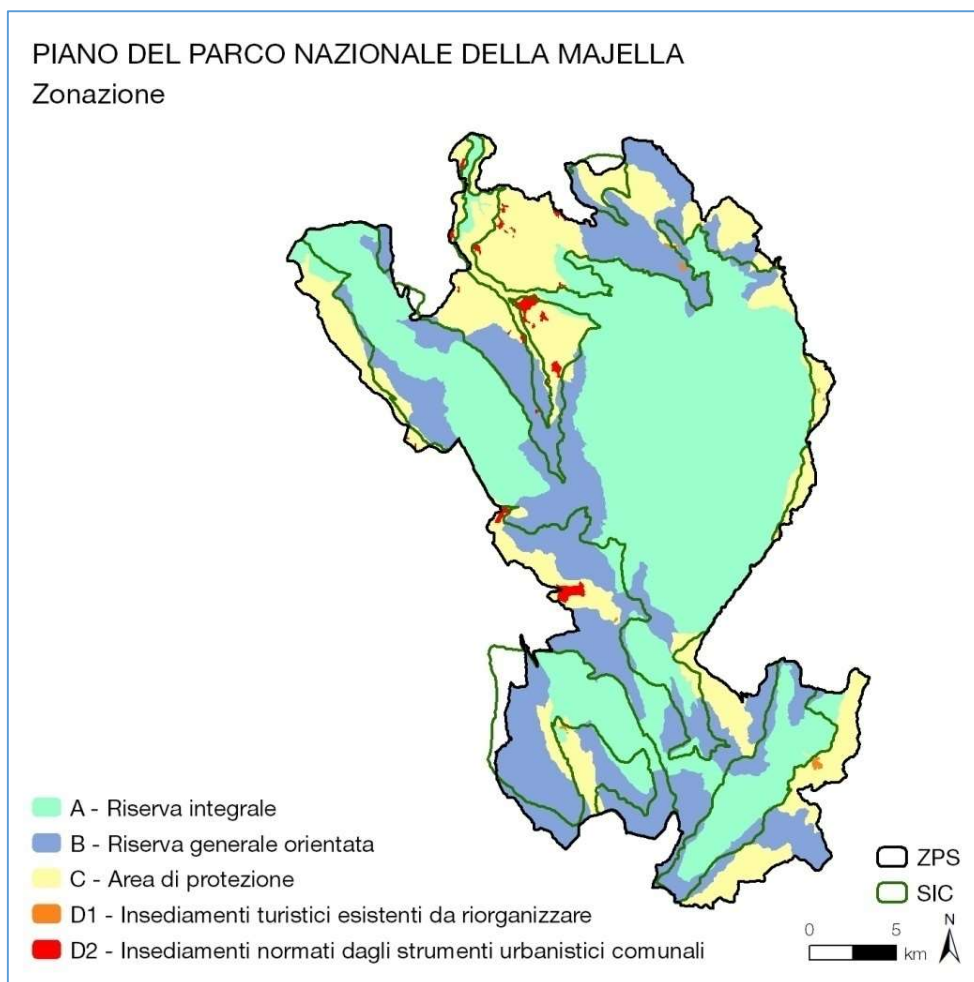 PIANO DEL PARCO NAZIONALE DELLA MAJELLA
Zonazione
A - Riserva integrale
B - Riserva generale orientata
C - Area di protezione
D1 - Insediamenti turistici esistenti da riorganizzare
D2 - Insediamenti normati dagli strumenti urbanistici comunali
ZPS
SIC
N
0 5
km